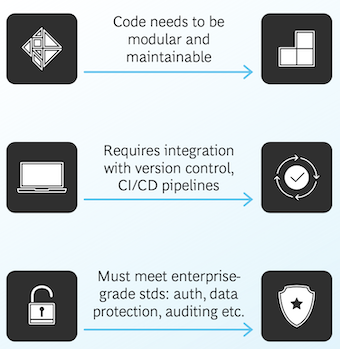 Code needs to be
modular and
maintainable
Requires integration
with version control,
CI/CD pipelines
Must meet enterprise-
grade stds: auth, data
protection, auditing etc.